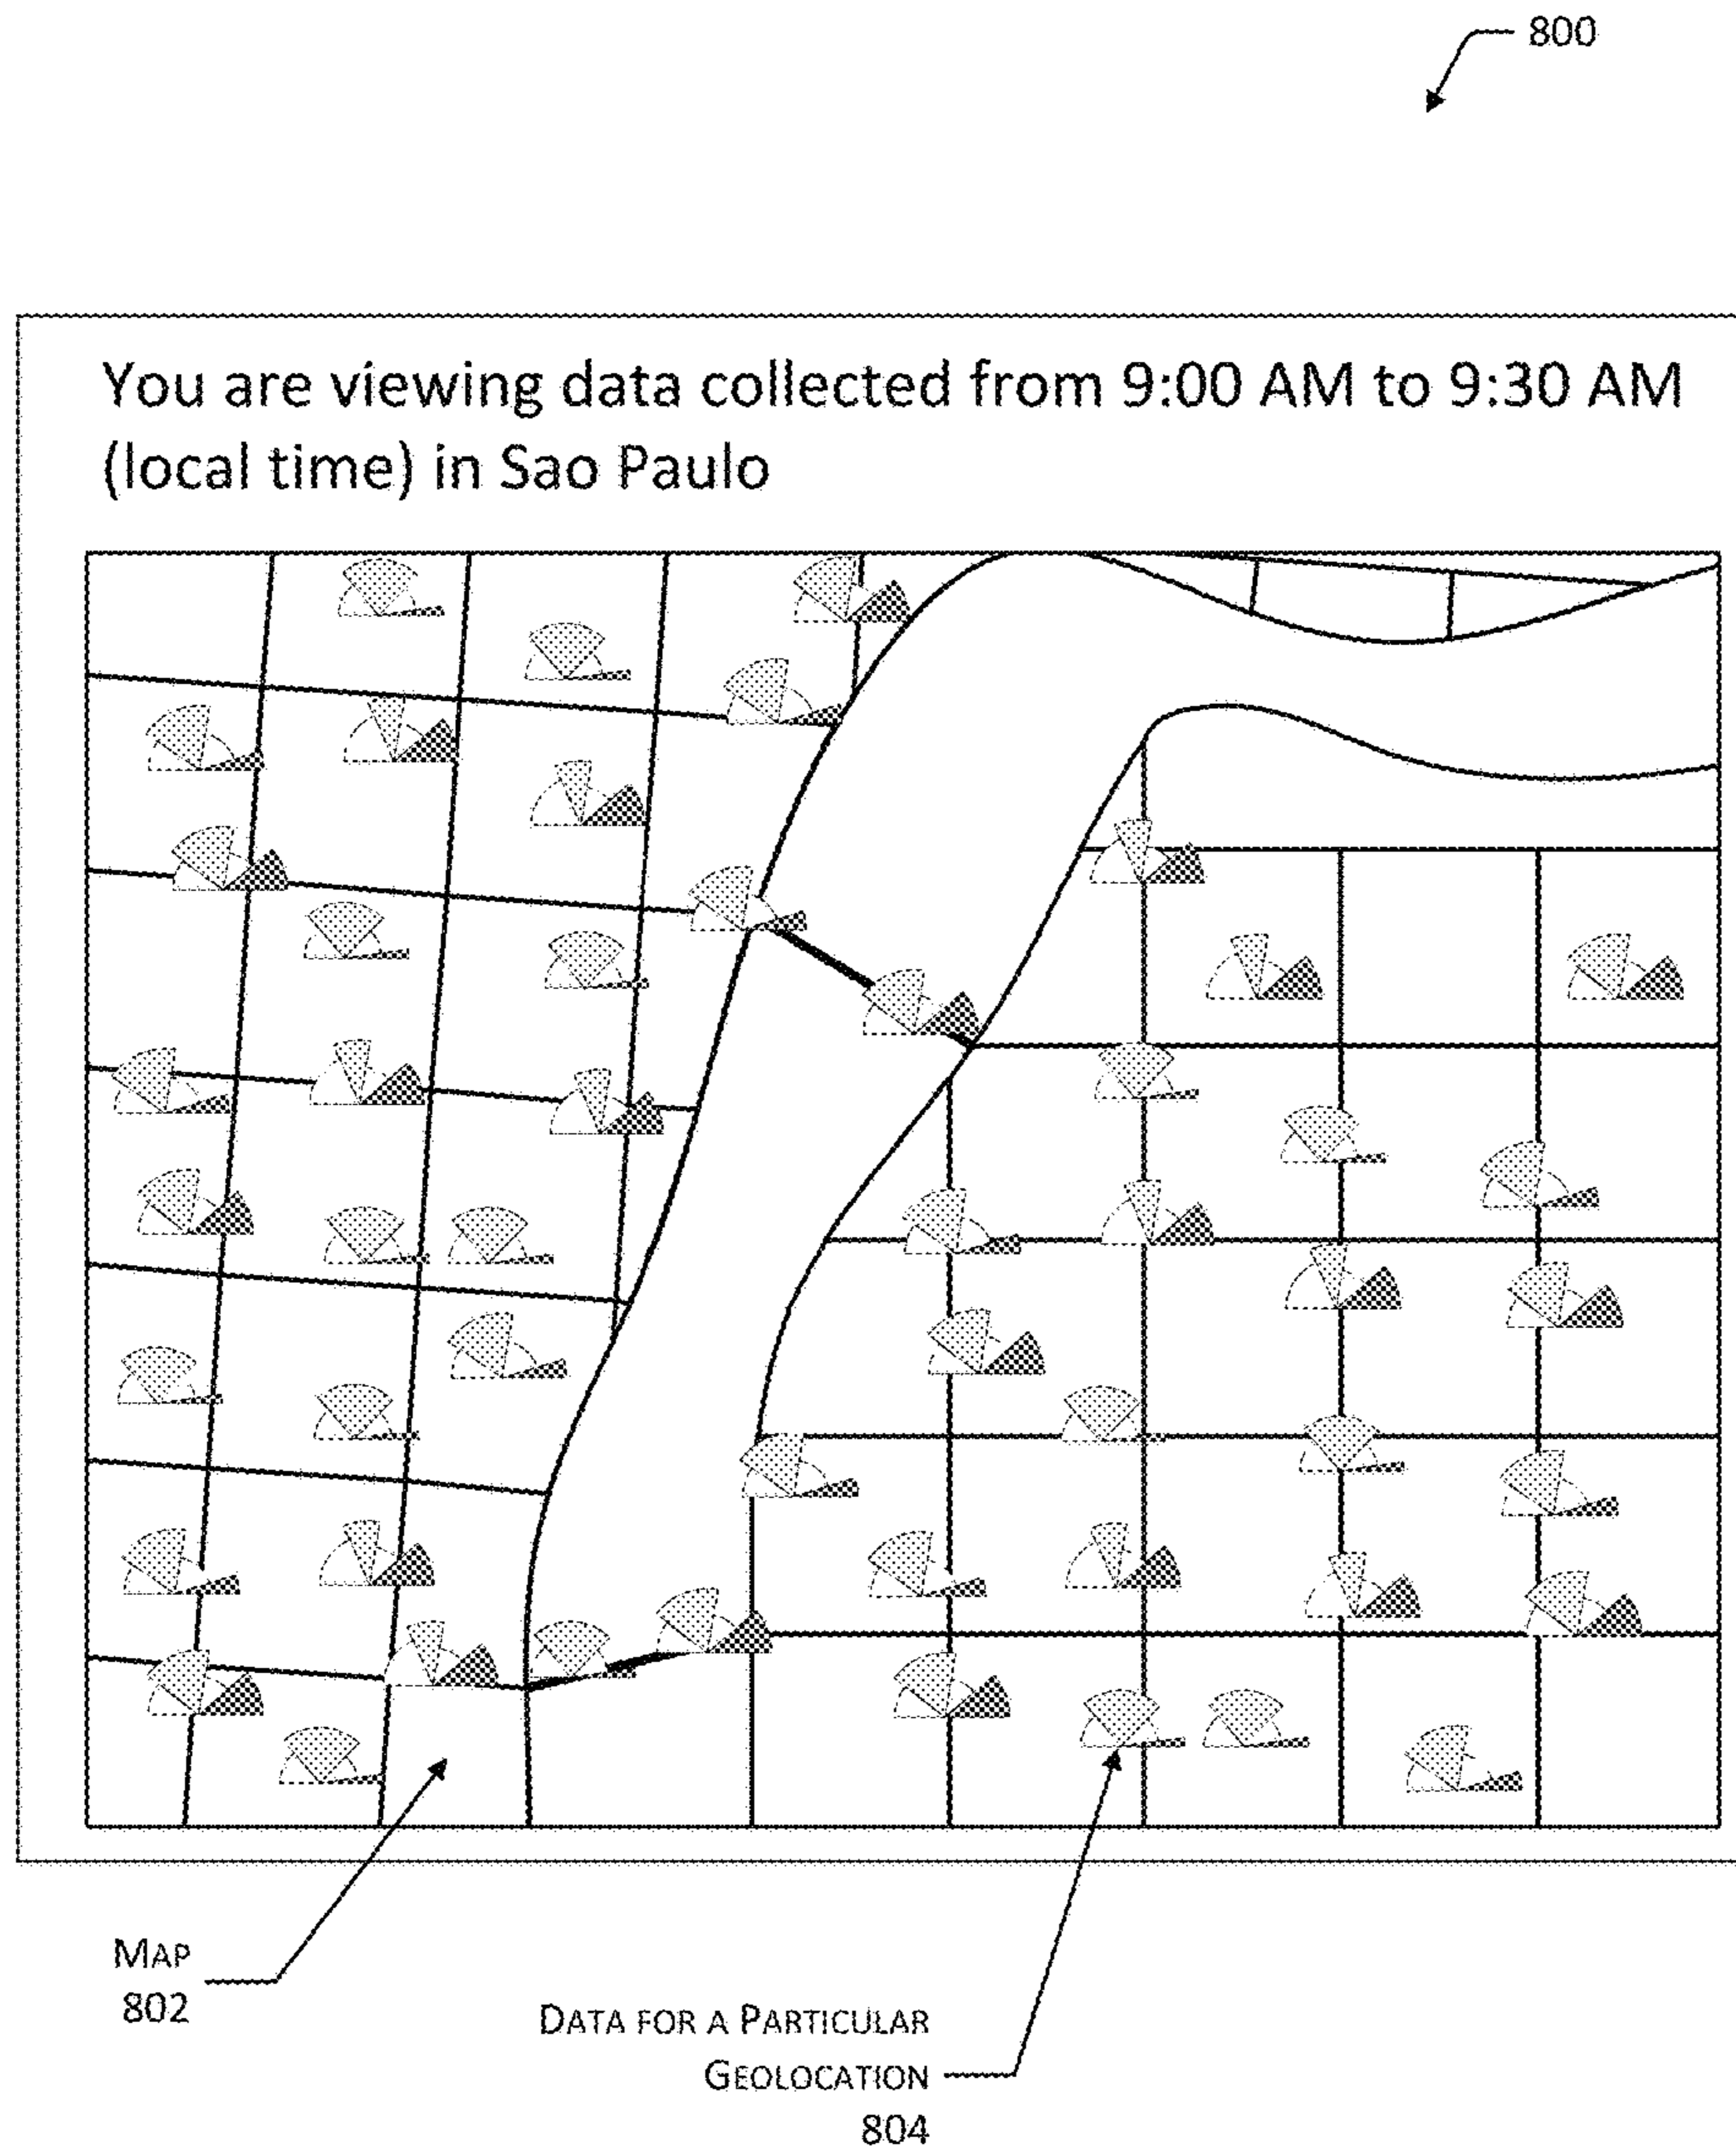 800
You are viewing data collected from 9:00 AM to 9:30 AM
(local time) in Sao Paulo
MAP
802
DATA FOR A PARTICULAR
GEOLOCATION
804